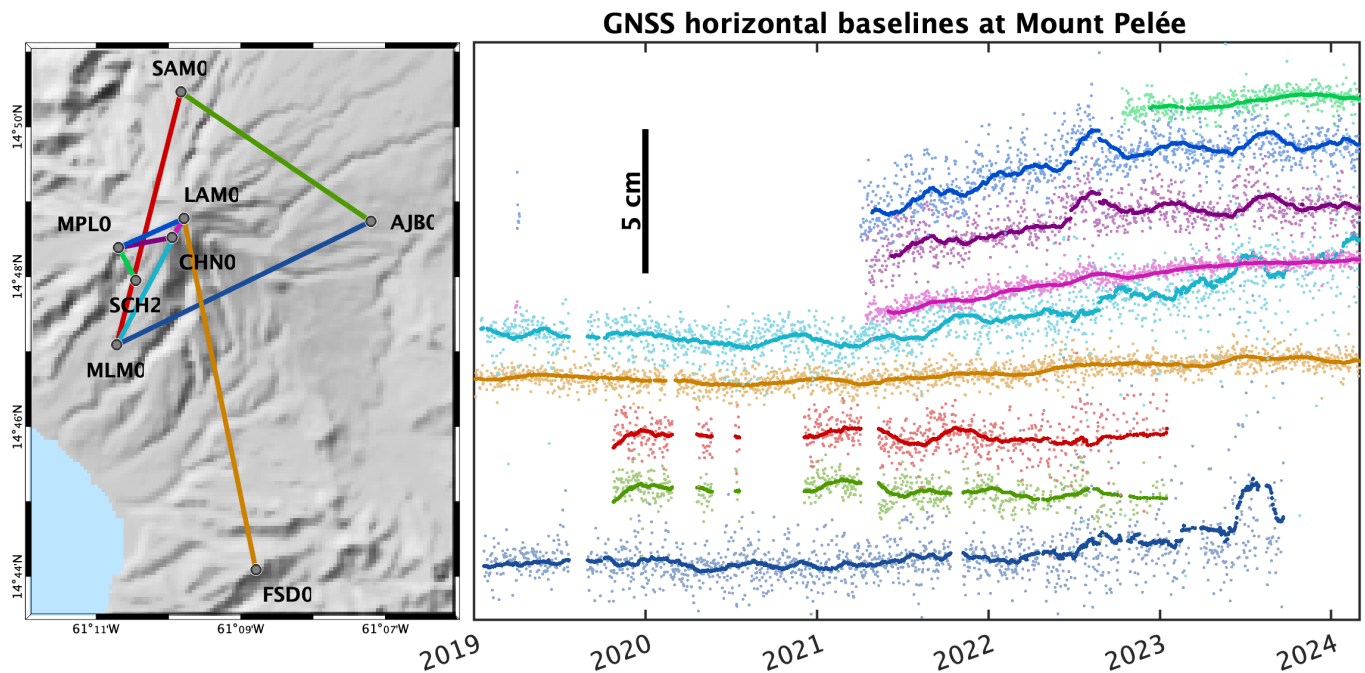 GNSS horizontal baselines at Mount Pelée
SAM0
LAM0
MPL0
AJB0
CHN0
SCH2
MLM0
FSD0
14°50'N
14°48'N
14°46'N
14°44'N
61°11'W
61°09'W
61°07'W
5 cm
2019
2020
2021
2022
2023
2024